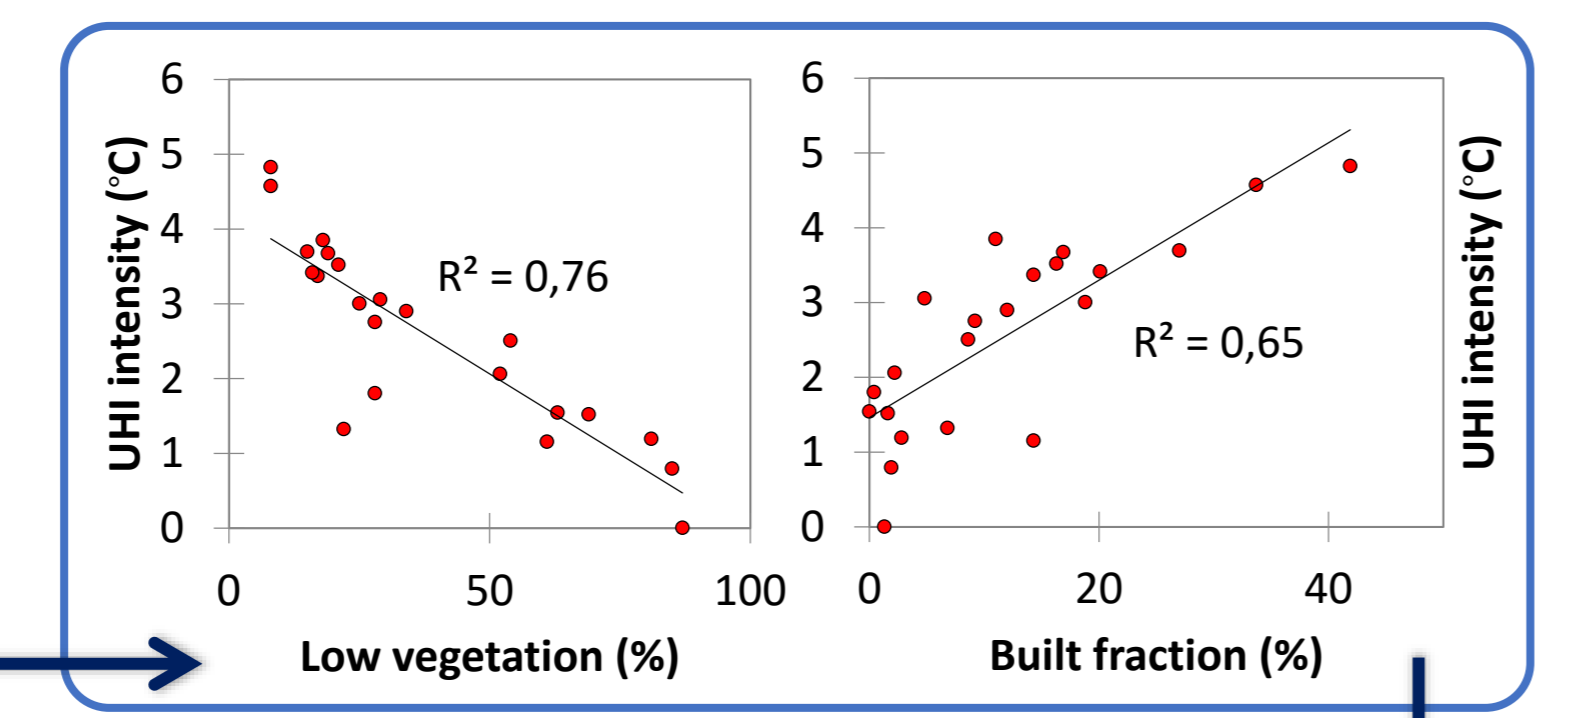 UHI intensity (°C)
6
5
4
3
2
1
0
R² = 0,76
0 50 100
Low vegetation (%)
6
5
4
3
2
1
0
R² = 0,65
0 20 40
Built fraction (%)
UHI intensity (°C)